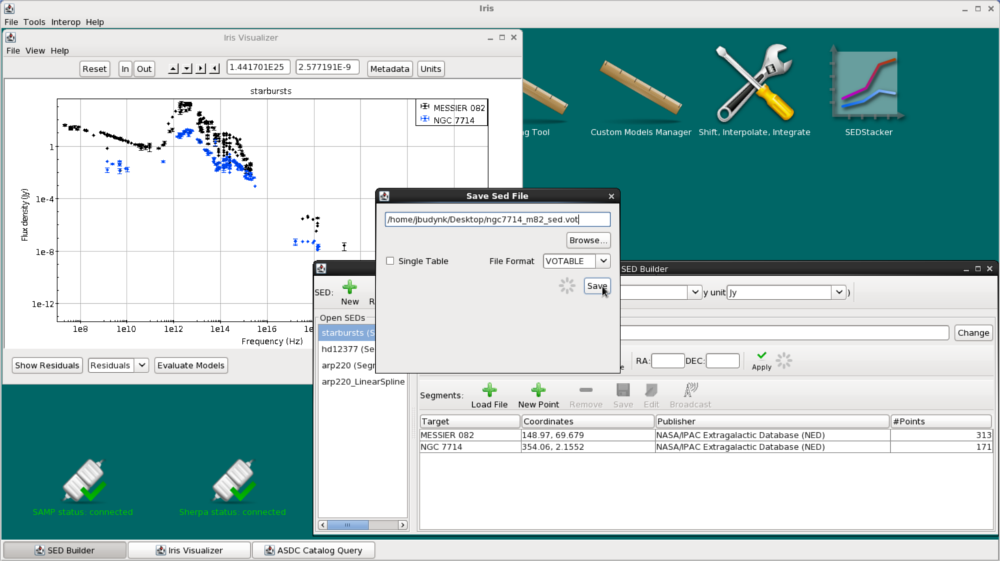 Iris
File Tools Interop Help
Iris Visualizer
File View Help
Reset In Out 1.441701E25 2.577191E-9 Metadata Units
starbursts
MESSIER 082
NGC 7714
1
1e-4
1e-8
1e-12
Flux density (Jy)
1e8 1e10 1e12 1e14 1e16
Frequency (Hz)
Show Residuals Residuals Evaluate Models
ng Tool
Custom Models Manager
Shift, Interpolate, Integrate
SEDStacker
Save Sed File
/home/jbudynk/Desktop/ngc7714_m82_sed.vot
Browse...
Single Table File Format VOTABLE
Save
SED Builder
SED:
New
y unit Jy )
Open SEDs
starbursts (S
hd12377 (Se
arp220 (Segr
arp220_LinearSpline
Change
RA: DEC: Apply
Segments:
Load File New Point Remove Save Edit Broadcast
Target Coordinates Publisher #Points
MESSIER 082 148.97, 69.679 NASA/IPAC Extragalactic Database (NED) 313
NGC 7714 354.06, 2.1552 NASA/IPAC Extragalactic Database (NED) 171
SAMP status: connected
Sherpa status: connected
SED Builder Iris Visualizer ASDC Catalog Query